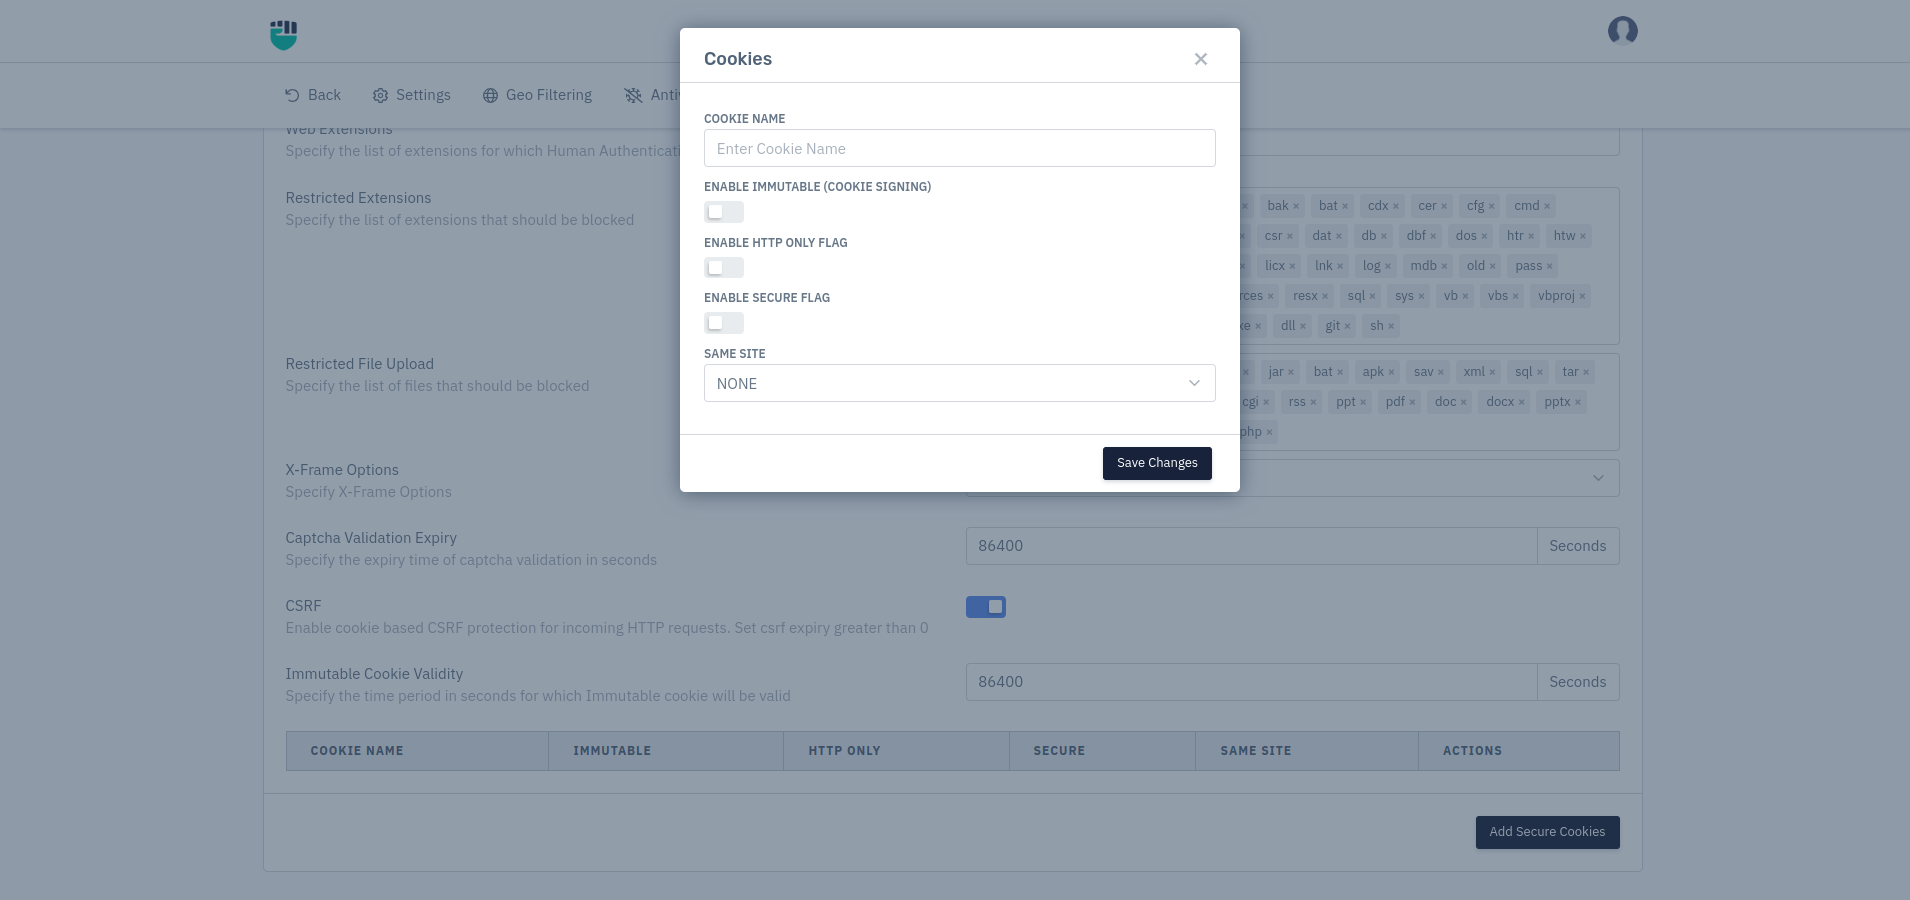 Cookies
COOKIE NAME
Enter Cookie Name
ENABLE IMMUTABLE (COOKIE SIGNING)
ENABLE HTTP ONLY FLAG
ENABLE SECURE FLAG
SAME SITE
NONE
Save Changes
Back Settings Geo Filtering
Web Extensions
Specify the list of extensions for which Human
Restricted Extensions
Specify the list of extensions that should be blocked
bak × bat × cdx × cer × cfg × cmd ×
csr × dat × db × dbf × dos × htr × htw ×
licx × lnk × log × mdb × old × pass ×
resx × sql × sys × vb × vbs × vbproj ×
dll × git × sh ×
Restricted File Upload
Specify the list of files that should be blocked
jar × bat × apk × sav × xml × sql × tar ×
cgi × rss × ppt × pdf × doc × docx × pptx ×
php ×
X-Frame Options
Specify X-Frame Options
Captcha Validation Expiry
Specify the expiry time of captcha validation in seconds
86400 Seconds
CSRF
Enable cookie based CSRF protection for incoming HTTP requests. Set csrf expiry greater than 0
Immutable Cookie Validity
Specify the time period in seconds for which Immutable cookie will be valid
86400 Seconds
COOKIE NAME IMMUTABLE HTTP ONLY SECURE SAME SITE ACTIONS
Add Secure Cookies